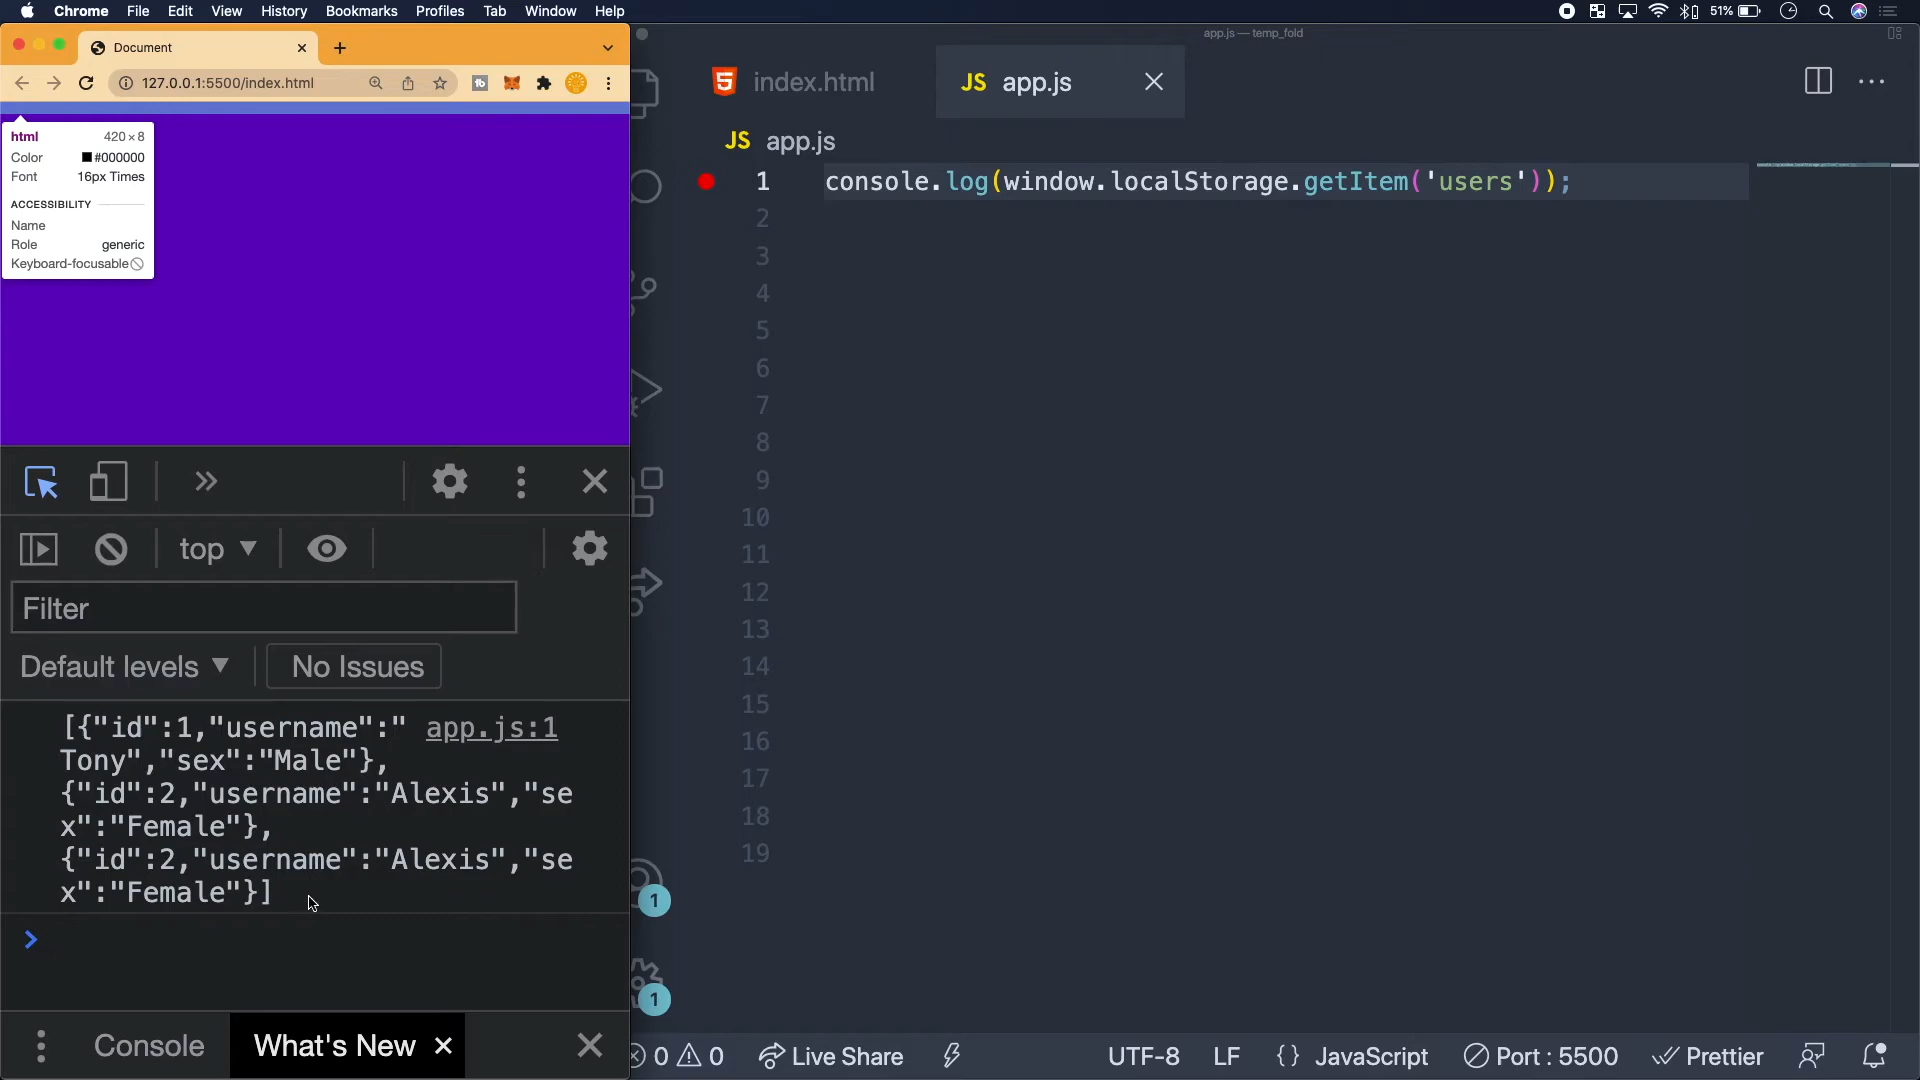 Chrome File Edit View History Bookmarks Profiles Tab Window Help 51%
app.js — temp_fold
Document
127.0.0.1:5500/index.html
html 420 × 8
Color #000000
Font 16px Times
ACCESSIBILITY
Name
Role generic
Keyboard-focusable
top
Filter
Default levels No Issues
[{"id":1,"username":" app.js:1
Tony","sex":"Male"},
{"id":2,"username":"Alexis","se
x":"Female"},
{"id":2,"username":"Alexis","se
x":"Female"}]
Console What's New
index.html JS app.js
JS app.js
1 console.log(window.localStorage.getItem('users'));
2
3
4
5
6
7
8
9
10
11
12
13
14
15
16
17
18
19
1
1
0 0 Live Share UTF-8 LF {} JavaScript Port : 5500 Prettier